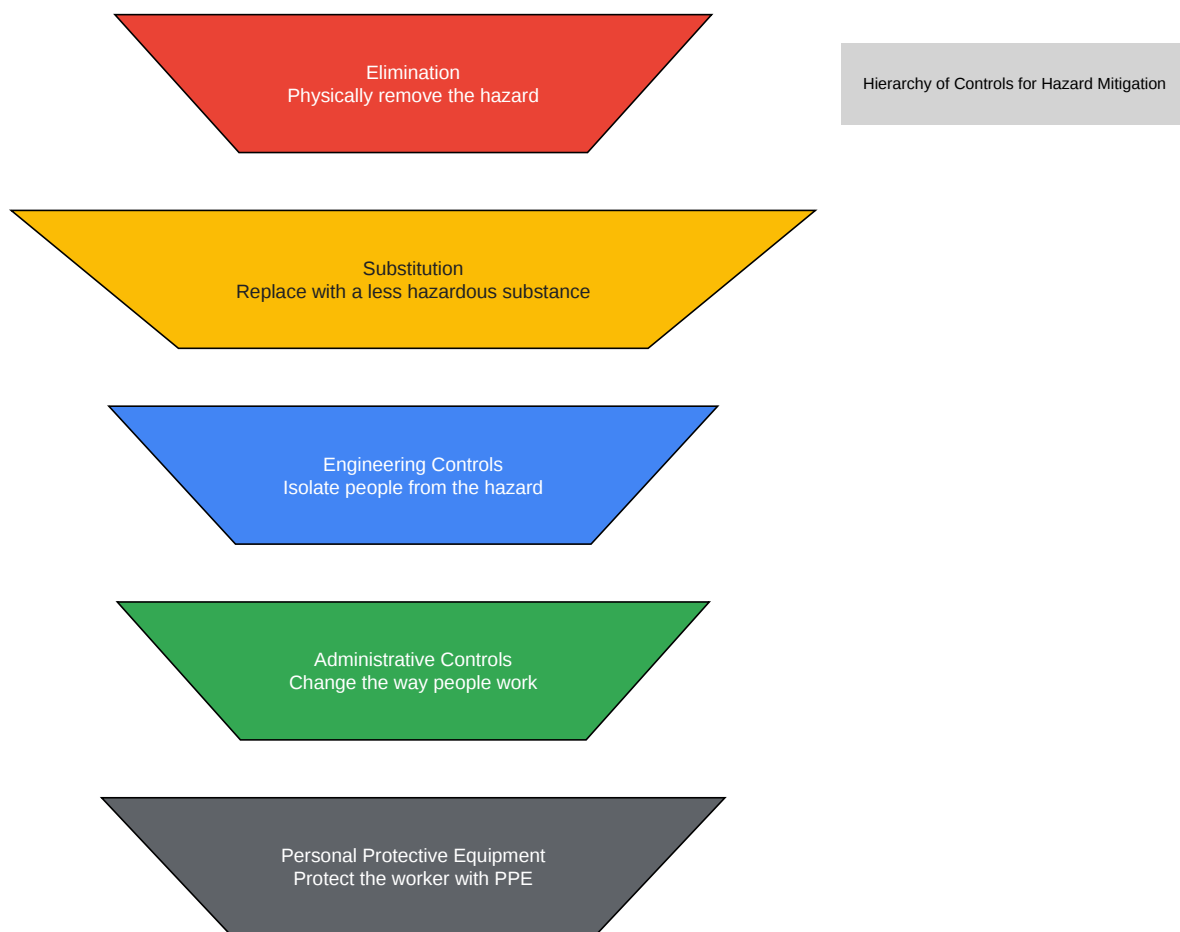 Elimination
Physically remove the hazard
Hierarchy of Controls for Hazard Mitigation
Substitution
Replace with a less hazardous substance
Engineering Controls
Isolate people from the hazard
Administrative Controls
Change the way people work
Personal Protective Equipment
Protect the worker with PPE